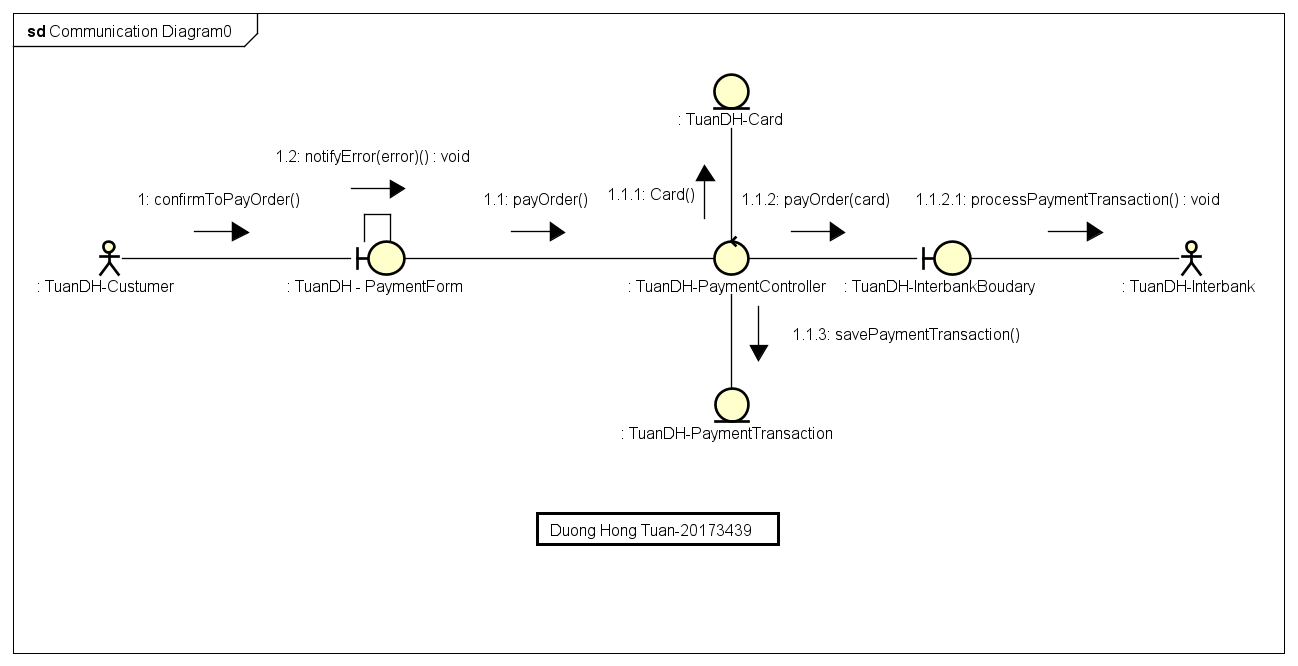 sd Communication Diagram0
: TuanDH-Card
1.2: notifyError(error)() : void
1: confirmToPayOrder()
1.1: payOrder()
1.1.1: Card()
1.1.2: payOrder(card)
1.1.2.1: processPaymentTransaction() : void
: TuanDH-Custumer
: TuanDH - PaymentForm
: TuanDH-PaymentController
: TuanDH-InterbankBoudary
: TuanDH-Interbank
1.1.3: savePaymentTransaction()
: TuanDH-PaymentTransaction
Duong Hong Tuan-20173439